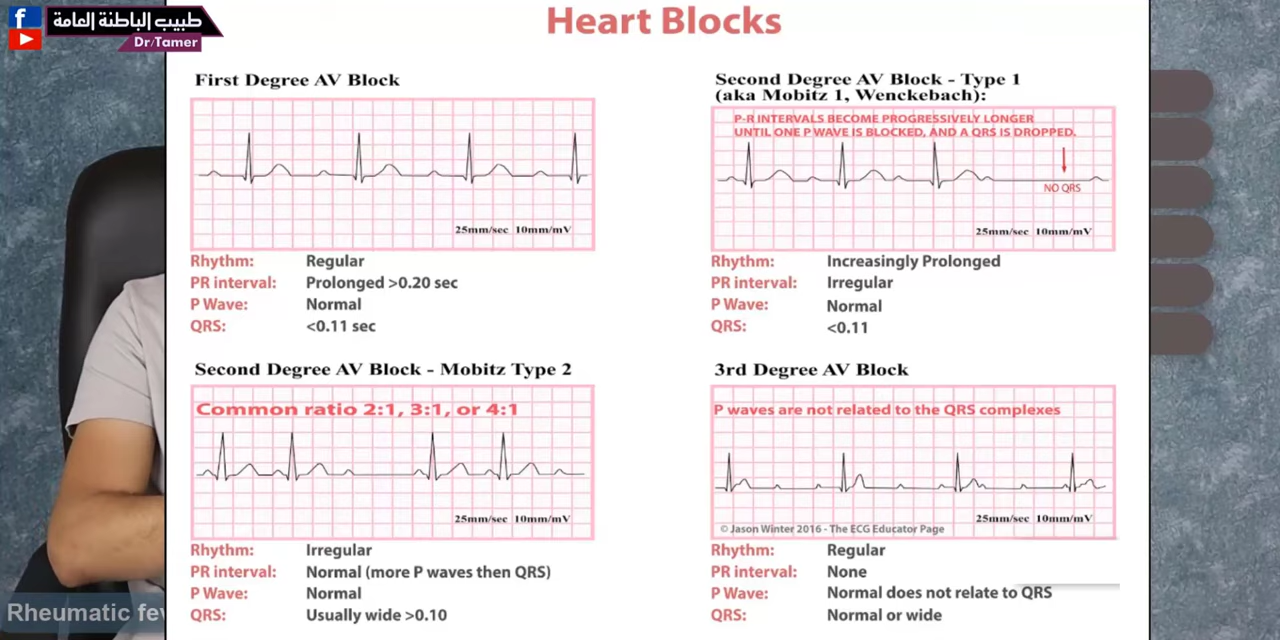 f
طبيب الباطنة العامة
Dr/Tamer
Heart Blocks
First Degree AV Block
25mm/sec 10mm/mV
Rhythm: Regular
PR interval: Prolonged >0.20 sec
P Wave: Normal
QRS: <0.11 sec
Second Degree AV Block - Type 1
(aka Mobitz 1, Wenckebach):
P-R INTERVALS BECOME PROGRESSIVELY LONGER
UNTIL ONE P WAVE IS BLOCKED, AND A QRS IS DROPPED.
NO QRS
25mm/sec 10mm/mV
Rhythm: Increasingly Prolonged
PR interval: Irregular
P Wave: Normal
QRS: <0.11
Second Degree AV Block - Mobitz Type 2
Common ratio 2:1, 3:1, or 4:1
25mm/sec 10mm/mV
Rhythm: Irregular
PR interval: Normal (more P waves then QRS)
P Wave: Normal
QRS: Usually wide >0.10
3rd Degree AV Block
P waves are not related to the QRS complexes
25mm/sec 10mm/mV
© Jason Winter 2016 - The ECG Educator Page
Rhythm: Regular
PR interval: None
P Wave: Normal does not relate to QRS
QRS: Normal or wide
Rheumatic fev